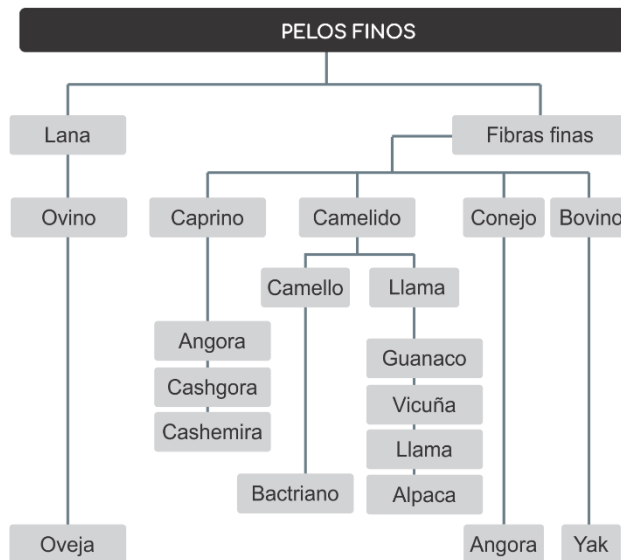 PELOS FINOS
Lana
Fibras finas
Ovino
Caprino
Camelido
Conejo
Bovino
Camello
Llama
Angora
Cashgora
Cashemira
Guanaco
Vicuña
Llama
Alpaca
Bactriano
Oveja
Angora
Yak